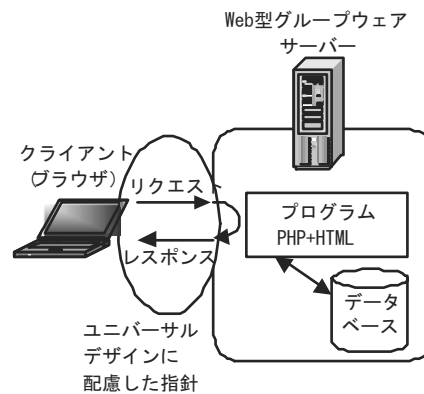 Web型グループウェア
サーバー
クライアント
(ブラウザ)
リクエスト
レスポンス
プログラム
PHP+HTML
データ
ベース
ユニバーサル
デザインに
配慮した指針